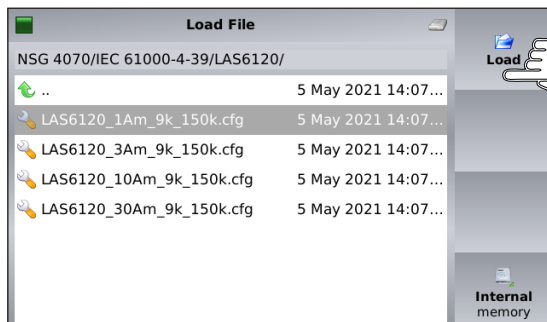 Load File
NSG 4070/IEC 61000-4-39/LAS6120/
.. 5 May 2021 14:07...
LAS6120_1Am_9k_150k.cfg 5 May 2021 14:07...
LAS6120_3Am_9k_150k.cfg 5 May 2021 14:07...
LAS6120_10Am_9k_150k.cfg 5 May 2021 14:07...
LAS6120_30Am_9k_150k.cfg 5 May 2021 14:07...
Load
Internal
memory